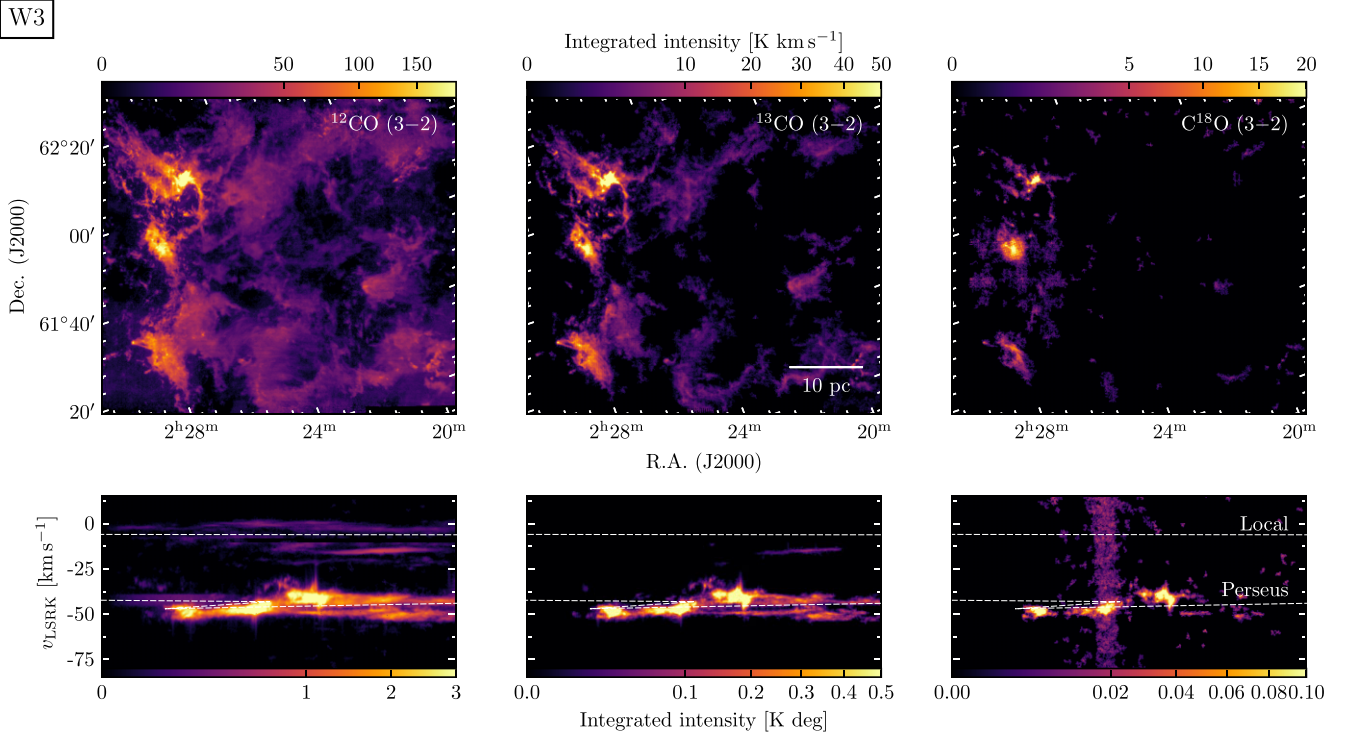 W3
Integrated intensity [K km s⁻¹]
0 50 100 150
0 10 20 30 40 50
0 5 10 15 20
¹²CO (3−2)
¹³CO (3−2)
C¹⁸O (3−2)
Dec. (J2000)
62°20′
00′
61°40′
20′
10 pc
2ʰ28ᵐ 24ᵐ 20ᵐ
2ʰ28ᵐ 24ᵐ 20ᵐ
2ʰ28ᵐ 24ᵐ 20ᵐ
R.A. (J2000)
v_LSRK [km s⁻¹]
0
-25
-50
-75
Local
Perseus
0 1 2 3
0.0 0.1 0.2 0.3 0.4 0.5
0.00 0.02 0.04 0.06 0.08 0.10
Integrated intensity [K deg]